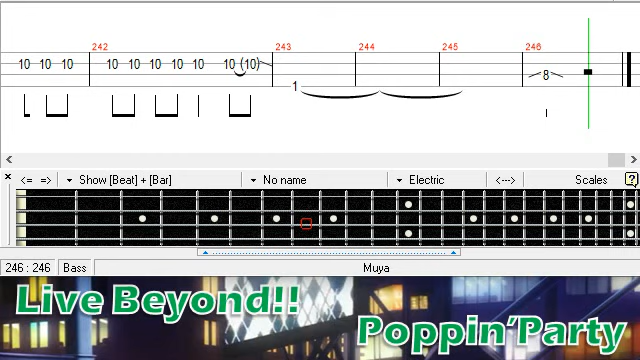 242 243 244 245 246
10 10 10 10 10 10 10 10 10 (10)
8
1
<= => Show [Beat] + [Bar] No name Electric <···> Scales ?
246 : 246 Bass Muya
Live Beyond!!
Poppin'Party